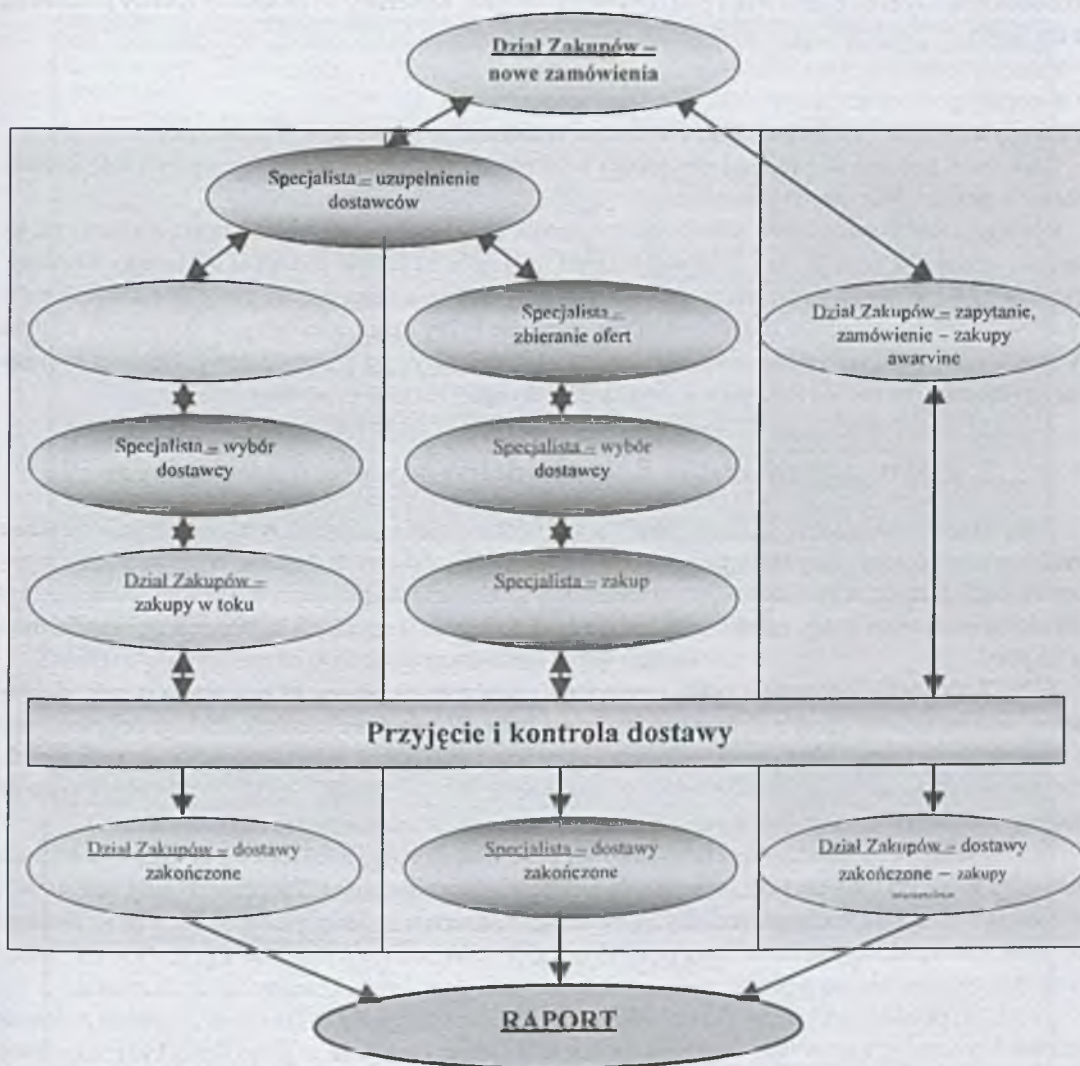 Dział Zakupów –
nowe zamówienia
Specjalista – uzupełnienie
dostawców
Specjalista –
zbieranie ofert
Dział Zakupów – zapytanie,
zamówienie – zakupy
awaryjne
Specjalista – wybór
dostawcy
Specjalista – wybór
dostawcy
Dział Zakupów –
zakupy w toku
Specjalista – zakup
Przyjęcie i kontrola dostawy
Dział Zakupów – dostawy
zakończone
Specjalista – dostawy
zakończone
Dział Zakupów – dostawy
zakończone – zakupy
RAPORT